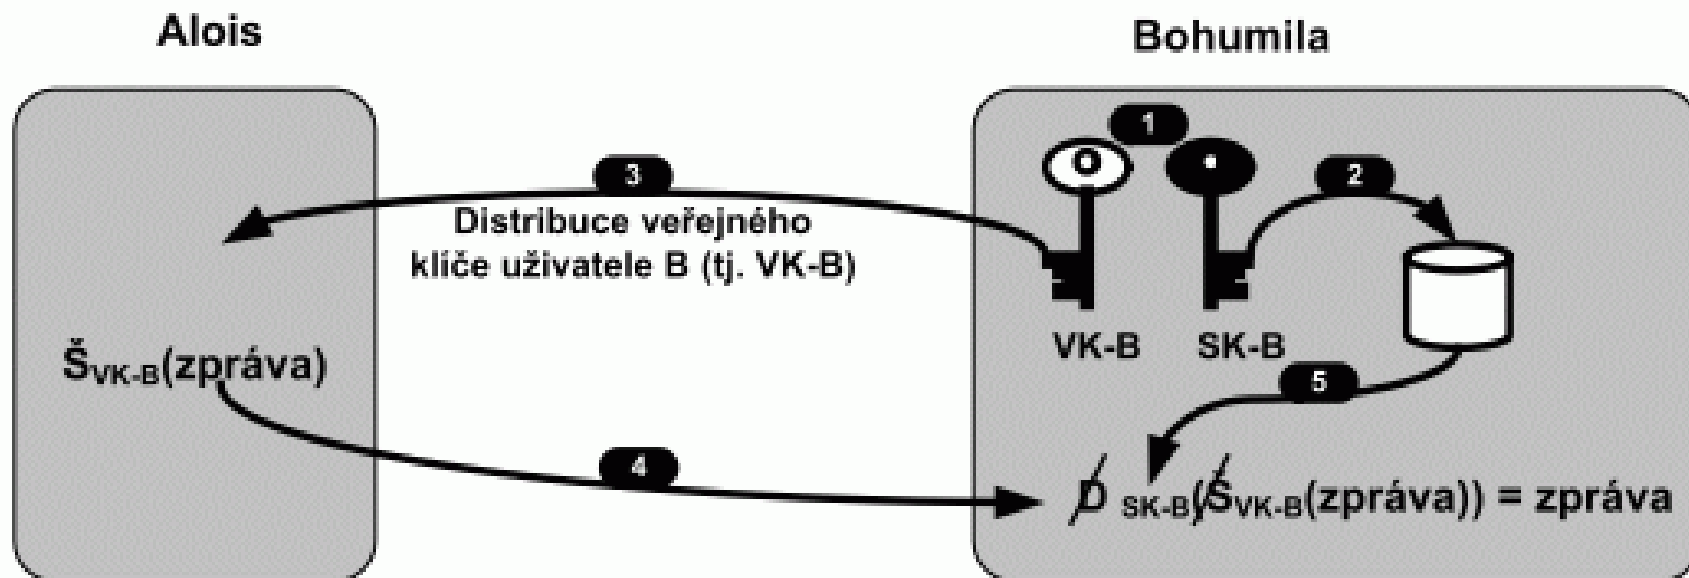 Alois
Bohumila
1
2
3
Distribuce veřejného
klíče uživatele B (tj. VK-B)
VK-B
SK-B
ŠVK-B(zpráva)
5
4
D SK-B(ŠVK-B(zpráva)) = zpráva